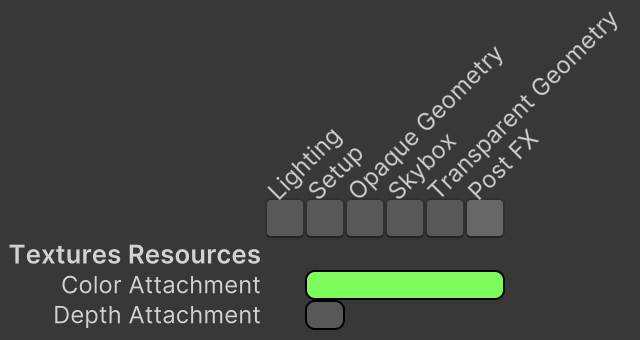 Lighting
Setup
Opaque Geometry
Skybox
Transparent Geometry
Post FX
Textures Resources
Color Attachment
Depth Attachment